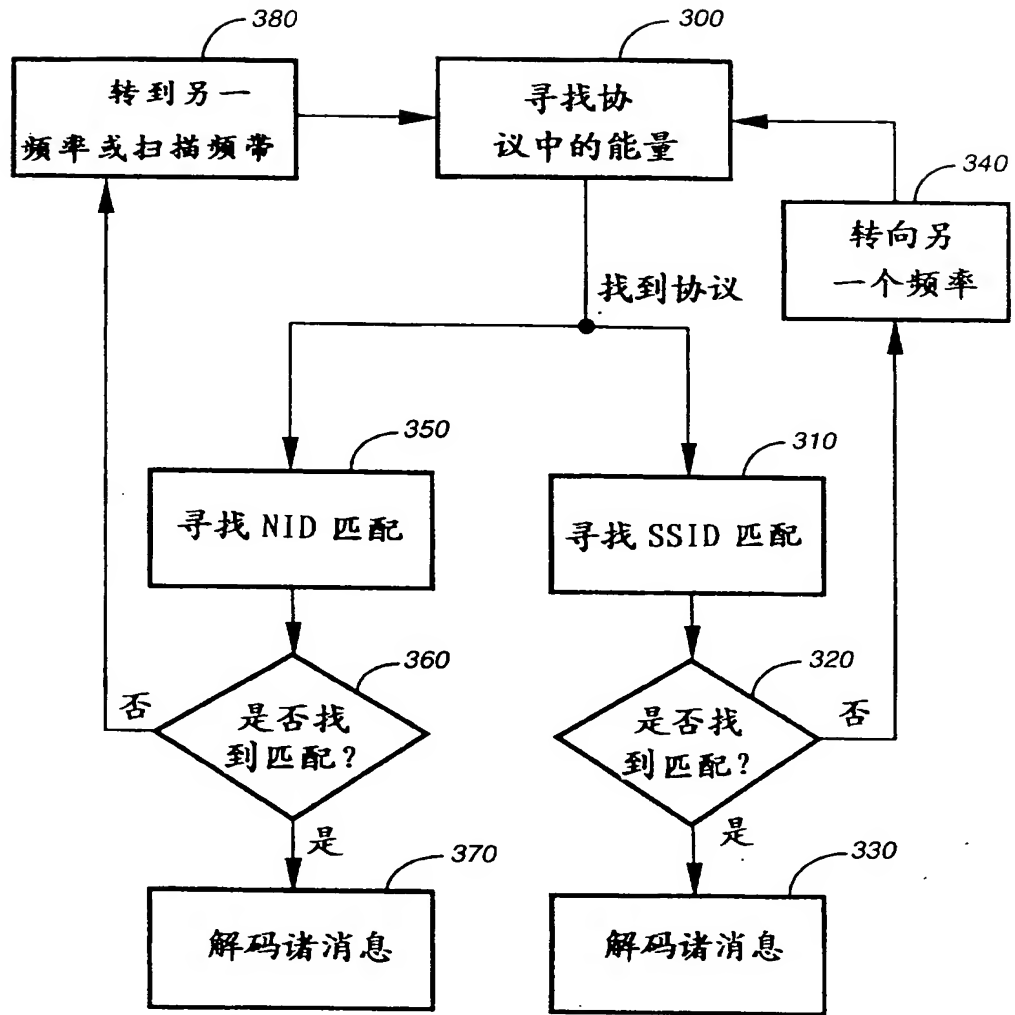 380
转到另一
频率或扫描频带
300
寻找协
议中的能量
340
转向另
一个频率
找到协议
350
寻找 NID 匹配
310
寻找 SSID 匹配
360
是否找
到匹配?
否
是
320
是否找
到匹配?
否
是
370
解码诸消息
330
解码诸消息